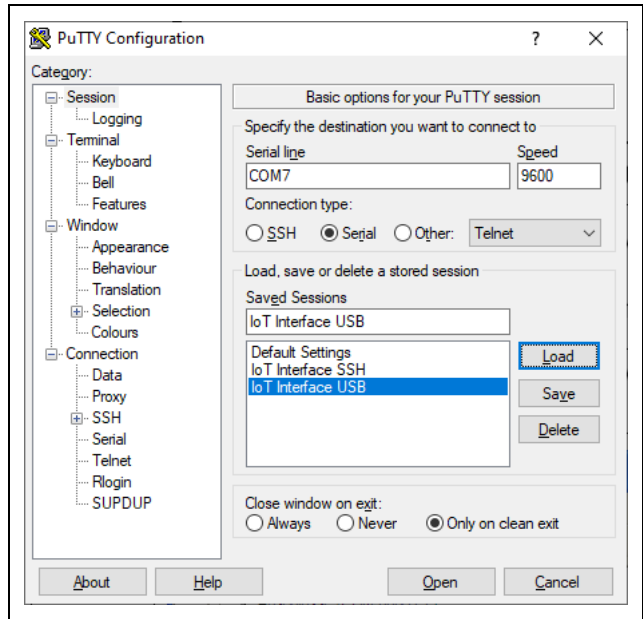 PuTTY Configuration
? ×
Category:
Session
Logging
Terminal
Keyboard
Bell
Features
Window
Appearance
Behaviour
Translation
Selection
Colours
Connection
Data
Proxy
SSH
Serial
Telnet
Rlogin
SUPDUP
Basic options for your PuTTY session
Specify the destination you want to connect to
Serial line Speed
COM7 9600
Connection type:
SSH Serial Other: Telnet
Load, save or delete a stored session
Saved Sessions
IoT Interface USB
Default Settings
IoT Interface SSH
IoT Interface USB
Load
Save
Delete
Close window on exit:
Always Never Only on clean exit
About Help Open Cancel